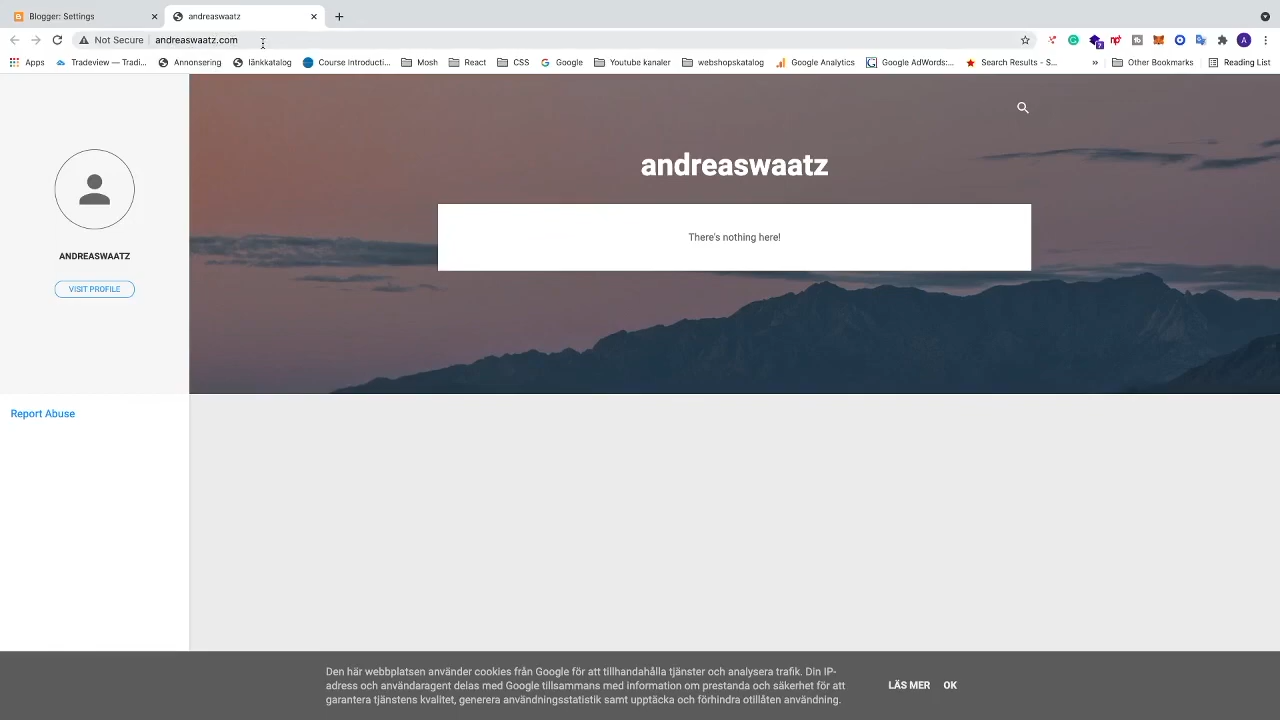 Blogger: Settings
andreaswaatz
Not Secure
andreaswaatz.com
A
Apps
Tradeview — Tradi...
Annonsering
länkkatalog
Course Introducti...
Mosh
React
CSS
Google
Youtube kanaler
webshopskatalog
Google Analytics
Google AdWords:...
Search Results - S...
»
Other Bookmarks
Reading List
andreaswaatz
There's nothing here!
ANDREASWAATZ
VISIT PROFILE
Report Abuse
Den här webbplatsen använder cookies från Google för att tillhandahålla tjänster och analysera trafik. Din IP-
adress och användaragent delas med Google tillsammans med information om prestanda och säkerhet för att
garantera tjänstens kvalitet, generera användningsstatistik samt upptäcka och förhindra otillåten användning.
LÄS MER
OK